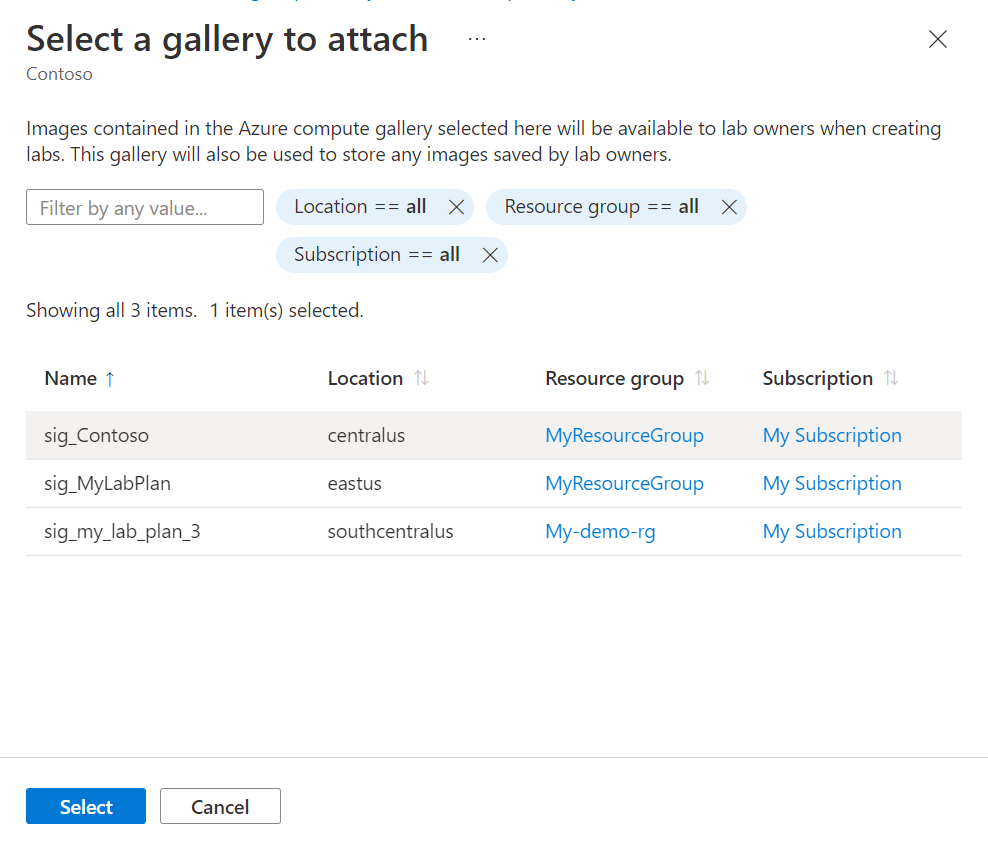 Select a gallery to attach ...
Contoso
Images contained in the Azure compute gallery selected here will be available to lab owners when creating
labs. This gallery will also be used to store any images saved by lab owners.
Filter by any value... Location == all Resource group == all
Subscription == all
Showing all 3 items. 1 item(s) selected.
Name ↑ Location ↑↓ Resource group ↑↓ Subscription ↑↓
sig_Contoso centralus MyResourceGroup My Subscription
sig_MyLabPlan eastus MyResourceGroup My Subscription
sig_my_lab_plan_3 southcentralus My-demo-rg My Subscription
Select Cancel